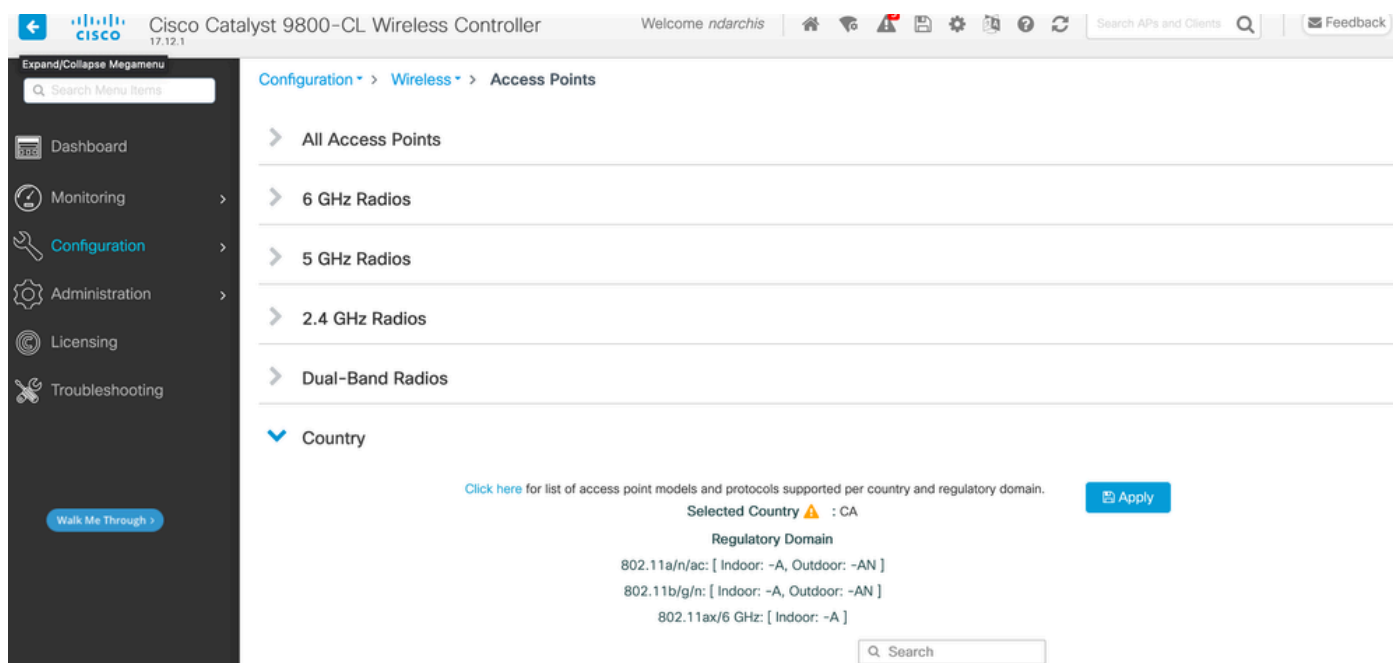 CISCO
Cisco Catalyst 9800-CL Wireless Controller
17.12.1
Welcome ndarchis
Search APs and Clients
Feedback
Expand/Collapse Megamenu
Search Menu Items
Dashboard
Monitoring
Configuration
Administration
Licensing
Troubleshooting
Walk Me Through >
Configuration > Wireless > Access Points
All Access Points
6 GHz Radios
5 GHz Radios
2.4 GHz Radios
Dual-Band Radios
Country
Click here for list of access point models and protocols supported per country and regulatory domain.
Apply
Selected Country : CA
Regulatory Domain
802.11a/n/ac: [ Indoor: -A, Outdoor: -AN ]
802.11b/g/n: [ Indoor: -A, Outdoor: -AN ]
802.11ax/6 GHz: [ Indoor: -A ]
Search